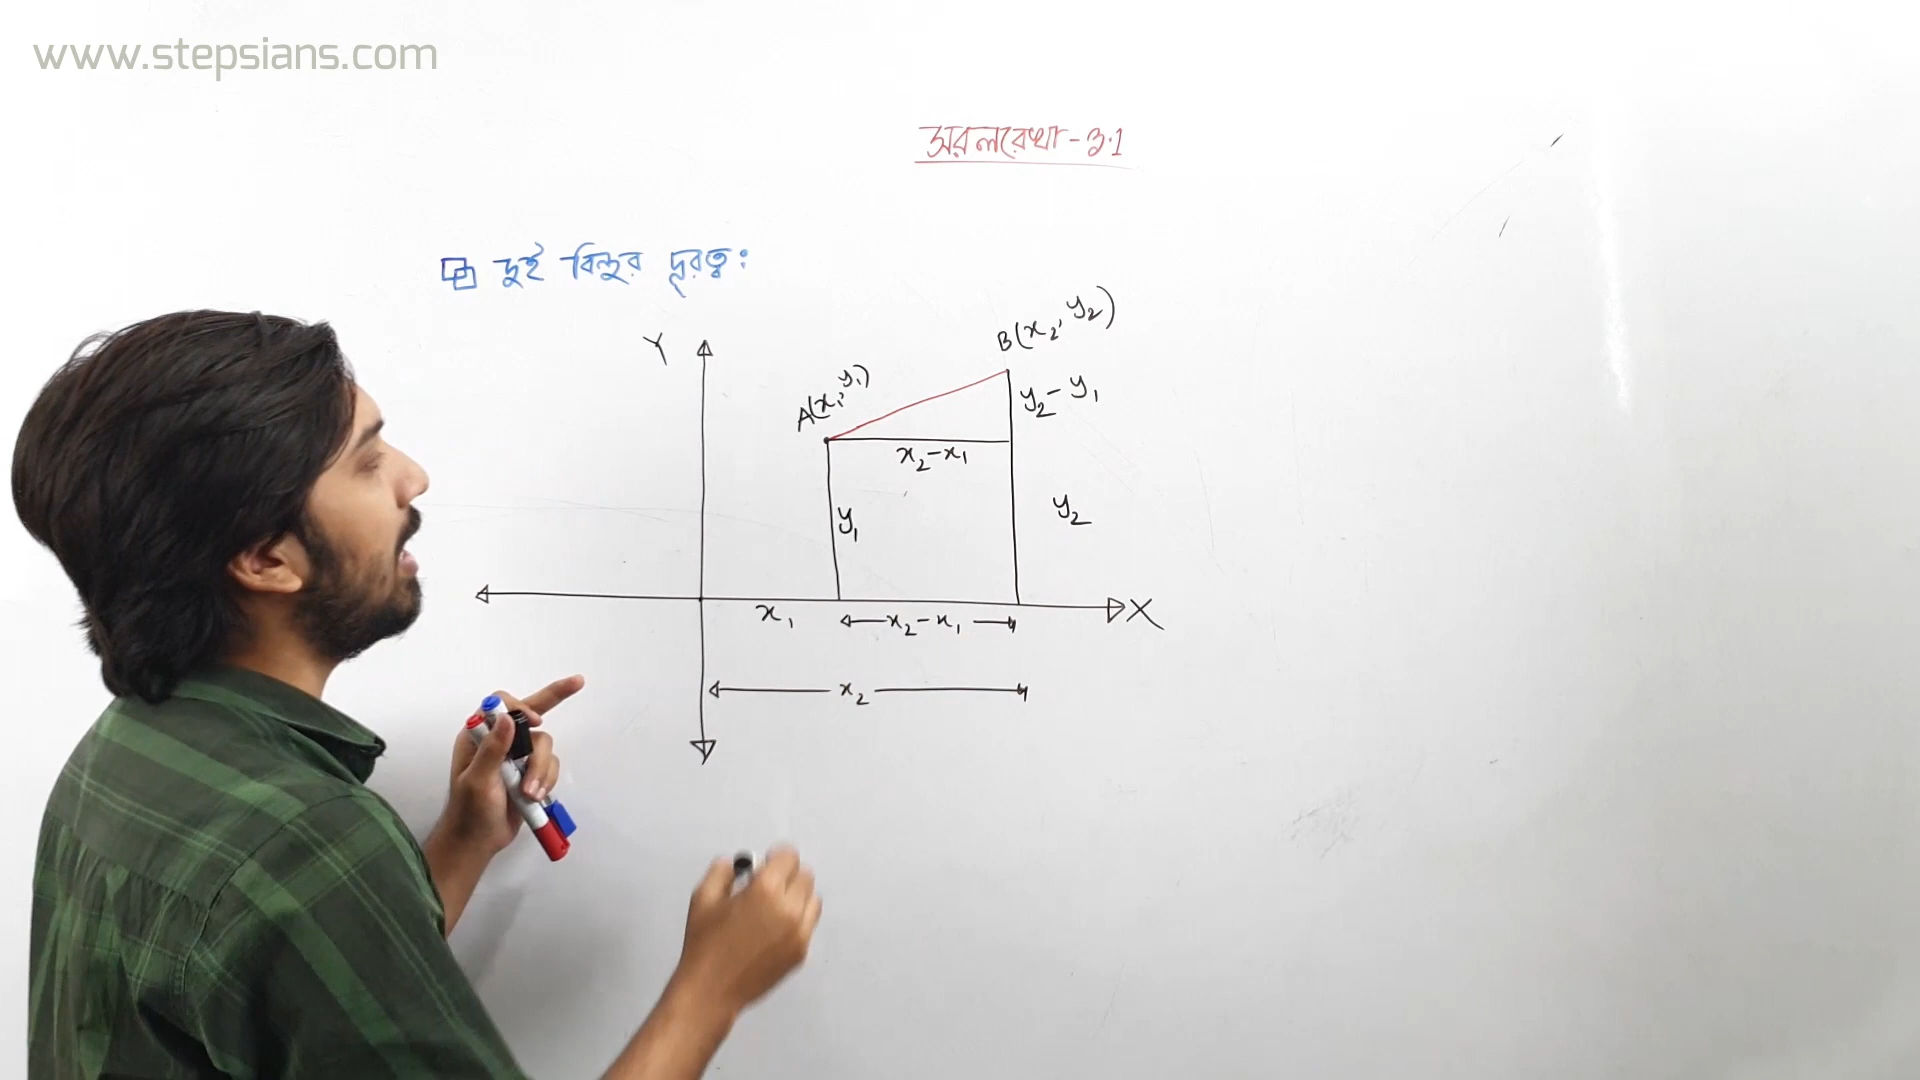 www.stepsians.com
সরলরেখা-৩.1
দুই বিন্দুর দূরত্ব:
Y
B(x₂, y₂)
A(x₁, y₁)
y₂-y₁
x₂-x₁
y₁
y₂
X
x₁
x₂-x₁
x₂